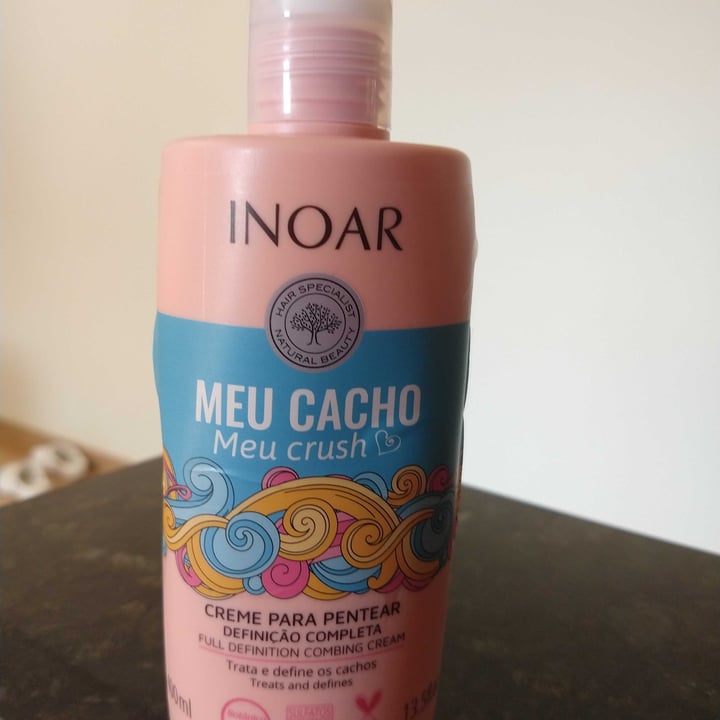 INOAR
HAIR SPECIALIST
NATURAL BEAUTY
MEU CACHO
Meu crush
CREME PARA PENTEAR
DEFINIÇÃO COMPLETA
FULL DEFINITION COMBING CREAM
Trata e define os cachos
Treats and defines
SULFATOS